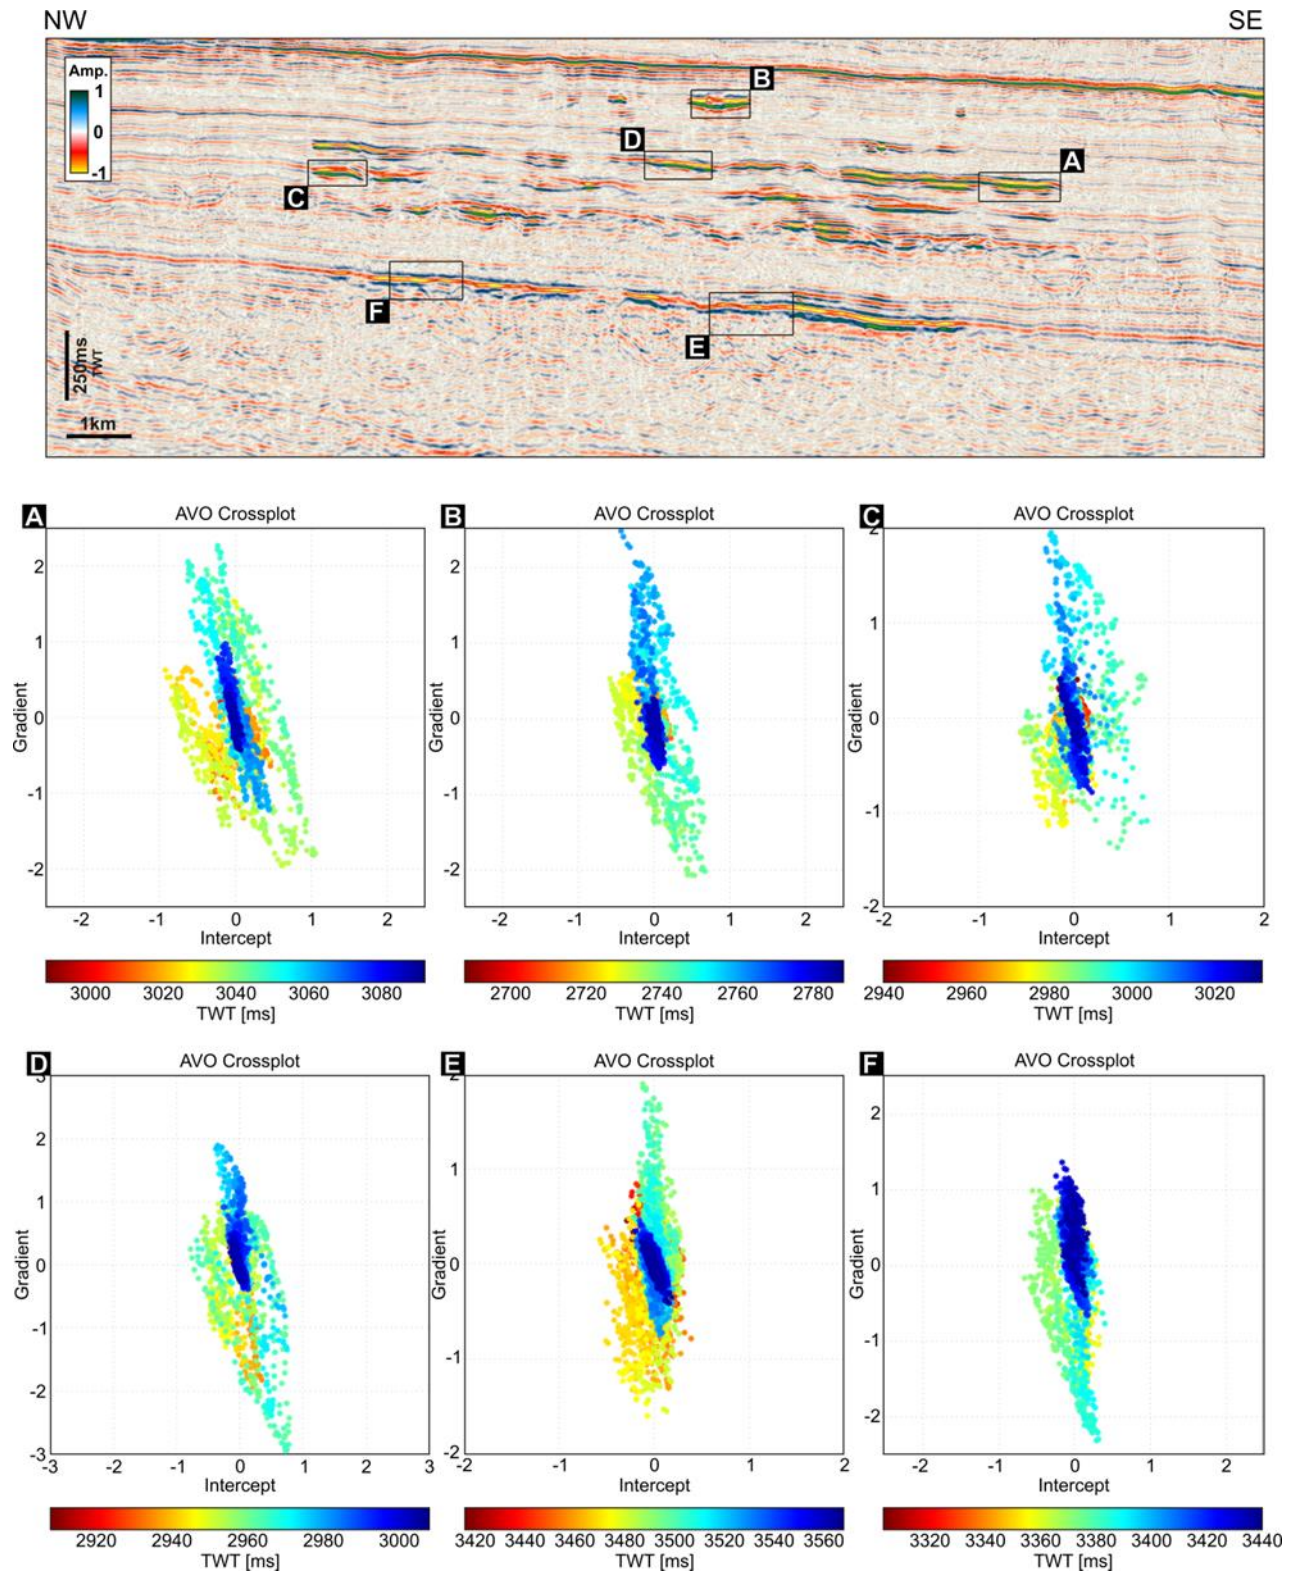 NW SE
Amp.
1
0
-1
B
D
A
C
F
E
250ms
TWT
1km
A AVO Crossplot B AVO Crossplot C AVO Crossplot
Gradient
2
1
0
-1
-2
-2 -1 0 1 2
Intercept
3000 3020 3040 3060 3080
TWT [ms]
Gradient
2
1
0
-1
-2
-2 -1 0 1 2
Intercept
2700 2720 2740 2760 2780
TWT [ms]
Gradient
2
1
0
-1
-2
-2 -1 0 1 2
Intercept
2940 2960 2980 3000 3020
TWT [ms]
D AVO Crossplot E AVO Crossplot F AVO Crossplot
Gradient
3
2
1
0
-1
-2
-3
-3 -2 -1 0 1 2 3
Intercept
2920 2940 2960 2980 3000
TWT [ms]
Gradient
2
1
0
-1
-2
-2 -1 0 1 2
Intercept
3420 3440 3460 3480 3500 3520 3540 3560
TWT [ms]
Gradient
2
1
0
-1
-2
-2 -1 0 1 2
Intercept
3320 3340 3360 3380 3400 3420 3440
TWT [ms]